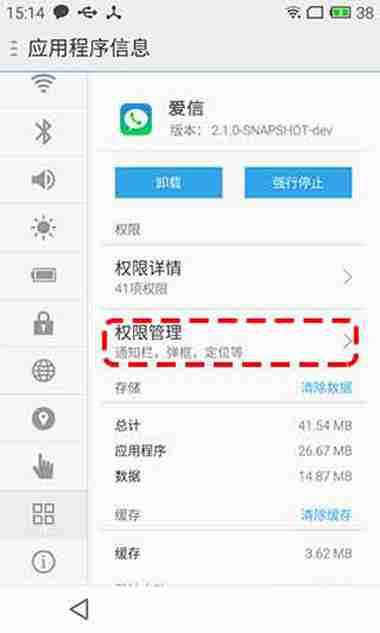 15:14 38
应用程序信息
爱信
版本： 2.1.0-SNAPSHOT-dev
卸载 强行停止
权限
权限详情
41项权限
权限管理
通知栏，弹框，定位等
存储 清除数据
总计 41.54 MB
应用程序 26.67 MB
数据 14.87 MB
缓存 清除缓存
缓存 3.62 MB